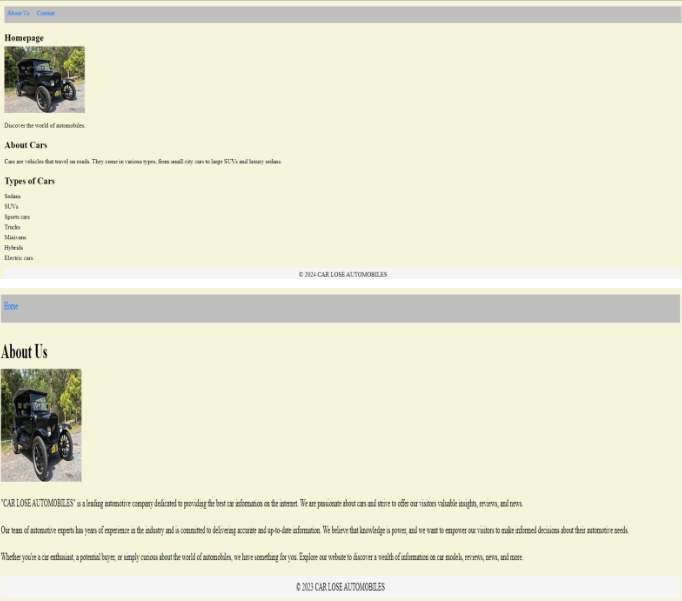 About Us Contact
Homepage
Discover the world of automobiles.
About Cars
Cars are vehicles that travel on roads. They come in various types, from small city cars to large SUVs and luxury sedans.
Types of Cars
Sedans
SUVs
Sports cars
Trucks
Minivans
Hybrids
Electric cars
© 2024 CAR LOSE AUTOMOBILES
Home
About Us
"CAR LOSE AUTOMOBILES" is a leading automotive company dedicated to providing the best car information on the internet. We are passionate about cars and strive to offer our visitors valuable insights, reviews, and news.
Our team of automotive experts has years of experience in the industry and is committed to delivering accurate and up-to-date information. We believe that knowledge is power, and we want to empower our visitors to make informed decisions about their automotive needs.
Whether you're a car enthusiast, a potential buyer, or simply curious about the world of automobiles, we have something for you. Explore our website to discover a wealth of information on car models, reviews, news, and more.
© 2023 CAR LOSE AUTOMOBILES